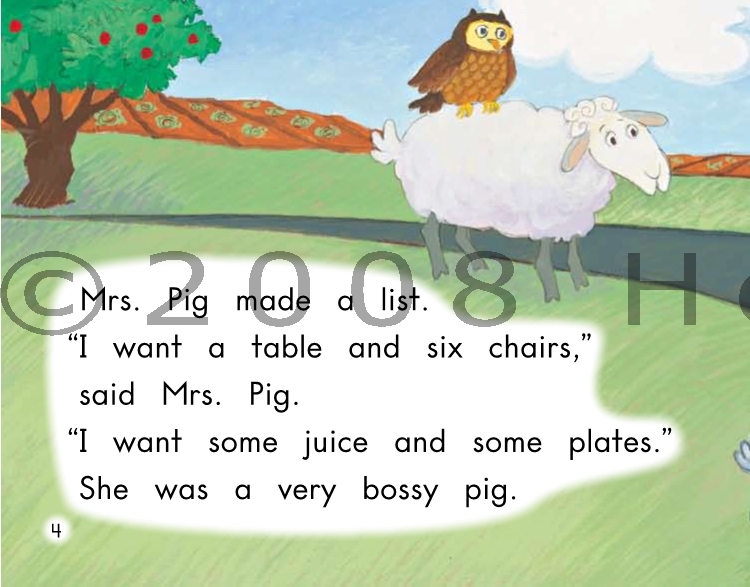 Mrs. Pig made a list.
“I want a table and six chairs,”
said Mrs. Pig.
“I want some juice and some plates.”
She was a very bossy pig.
4
© 2008 H